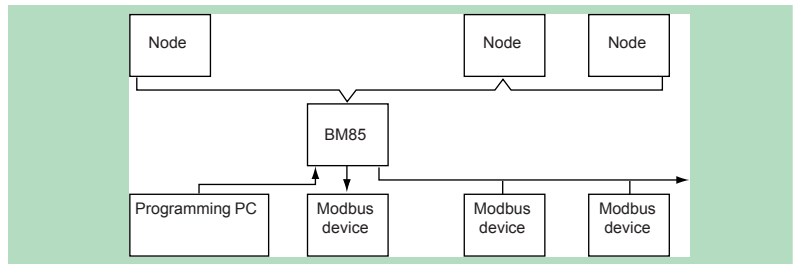 Node
Node
Node
BM85
Programming PC
Modbus
device
Modbus
device
Modbus
device